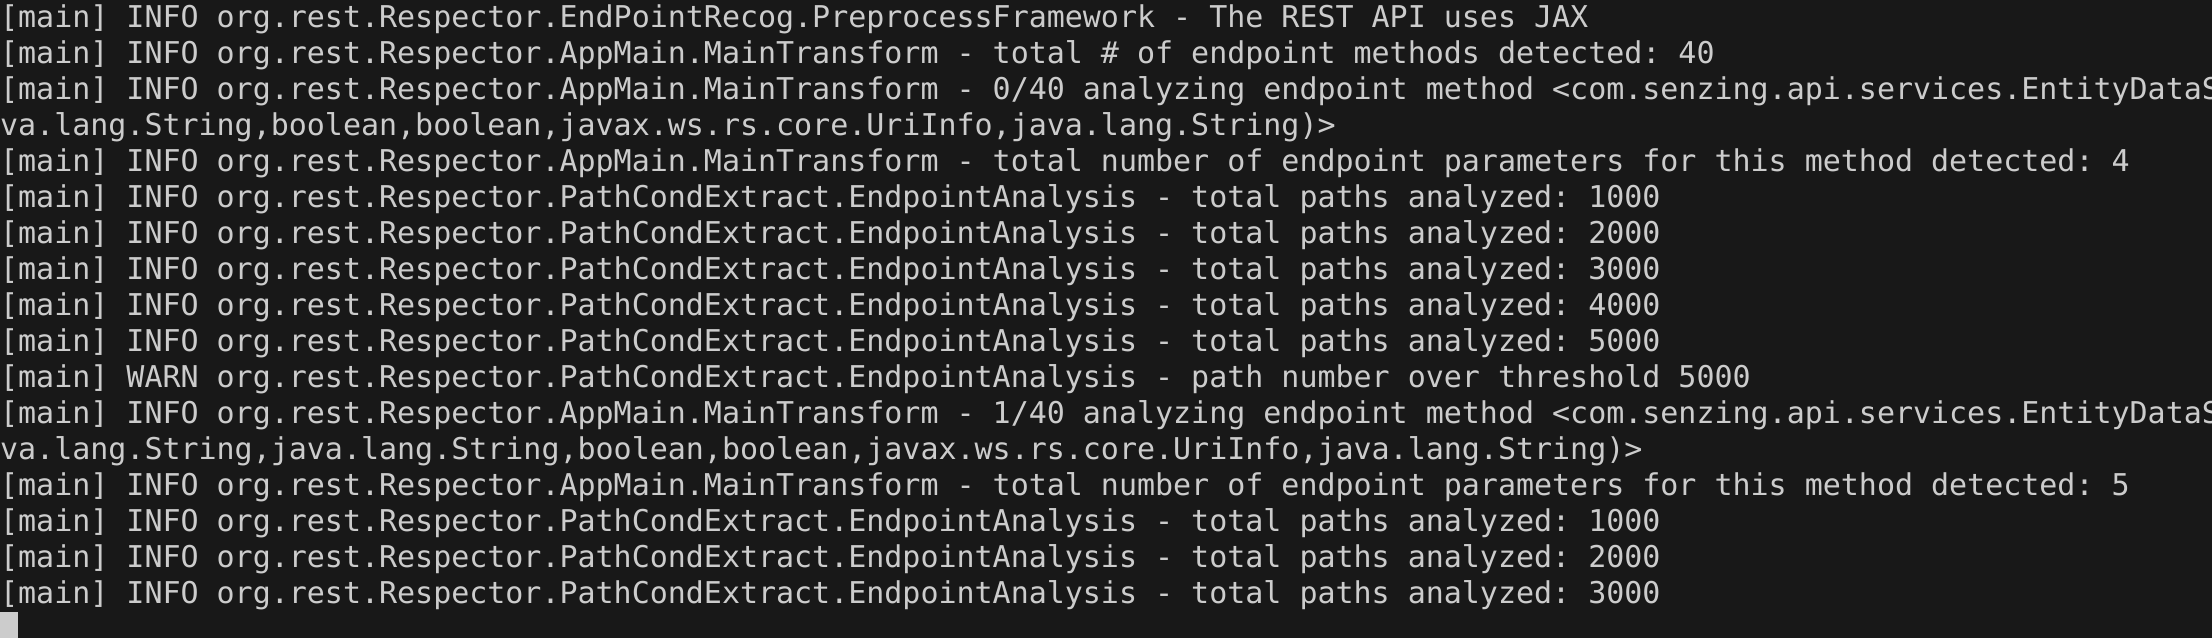 [main] INFO org.rest.Respector.EndPointRecog.PreprocessFramework - The REST API uses JAX
[main] INFO org.rest.Respector.AppMain.MainTransform - total # of endpoint methods detected: 40
[main] INFO org.rest.Respector.AppMain.MainTransform - 0/40 analyzing endpoint method <com.senzing.api.services.EntityDataS
va.lang.String,boolean,boolean,javax.ws.rs.core.UriInfo,java.lang.String)>
[main] INFO org.rest.Respector.AppMain.MainTransform - total number of endpoint parameters for this method detected: 4
[main] INFO org.rest.Respector.PathCondExtract.EndpointAnalysis - total paths analyzed: 1000
[main] INFO org.rest.Respector.PathCondExtract.EndpointAnalysis - total paths analyzed: 2000
[main] INFO org.rest.Respector.PathCondExtract.EndpointAnalysis - total paths analyzed: 3000
[main] INFO org.rest.Respector.PathCondExtract.EndpointAnalysis - total paths analyzed: 4000
[main] INFO org.rest.Respector.PathCondExtract.EndpointAnalysis - total paths analyzed: 5000
[main] WARN org.rest.Respector.PathCondExtract.EndpointAnalysis - path number over threshold 5000
[main] INFO org.rest.Respector.AppMain.MainTransform - 1/40 analyzing endpoint method <com.senzing.api.services.EntityDataS
va.lang.String,java.lang.String,boolean,boolean,javax.ws.rs.core.UriInfo,java.lang.String)>
[main] INFO org.rest.Respector.AppMain.MainTransform - total number of endpoint parameters for this method detected: 5
[main] INFO org.rest.Respector.PathCondExtract.EndpointAnalysis - total paths analyzed: 1000
[main] INFO org.rest.Respector.PathCondExtract.EndpointAnalysis - total paths analyzed: 2000
[main] INFO org.rest.Respector.PathCondExtract.EndpointAnalysis - total paths analyzed: 3000